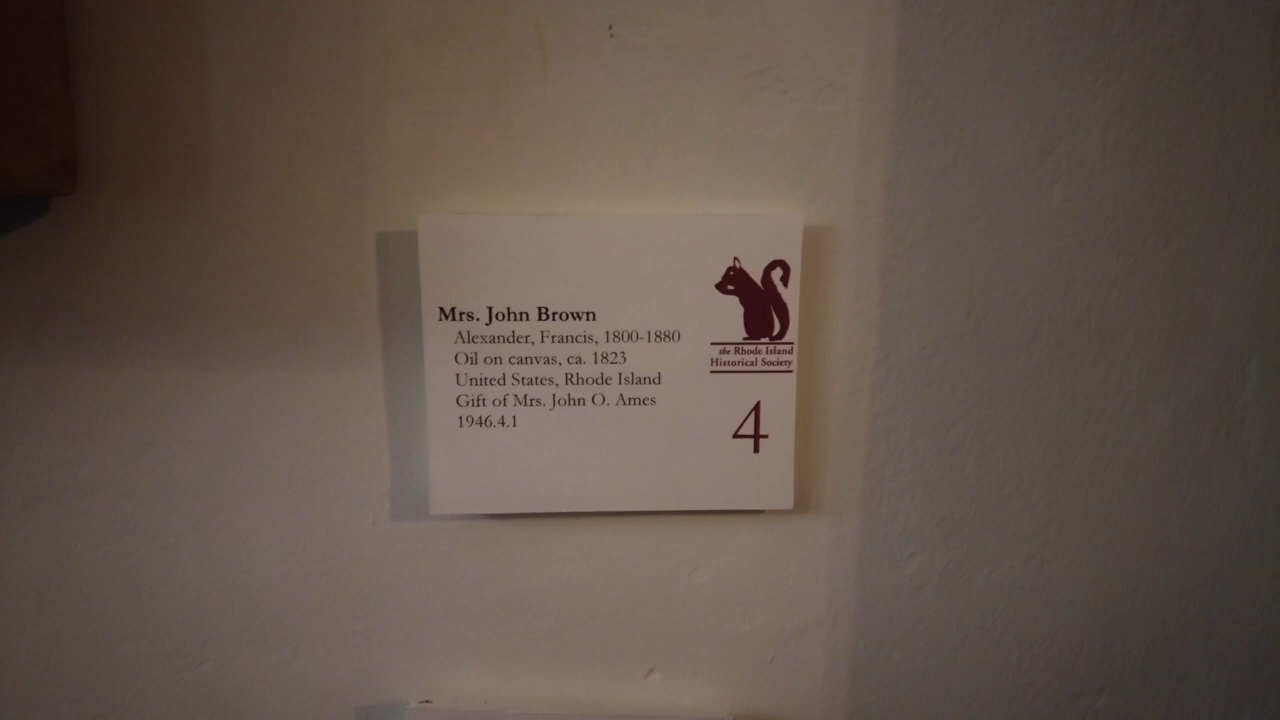 Mrs. John Brown
Alexander, Francis, 1800-1880
Oil on canvas, ca. 1823
United States, Rhode Island
Gift of Mrs. John O. Ames
1946.4.1
the Rhode Island
Historical Society
4